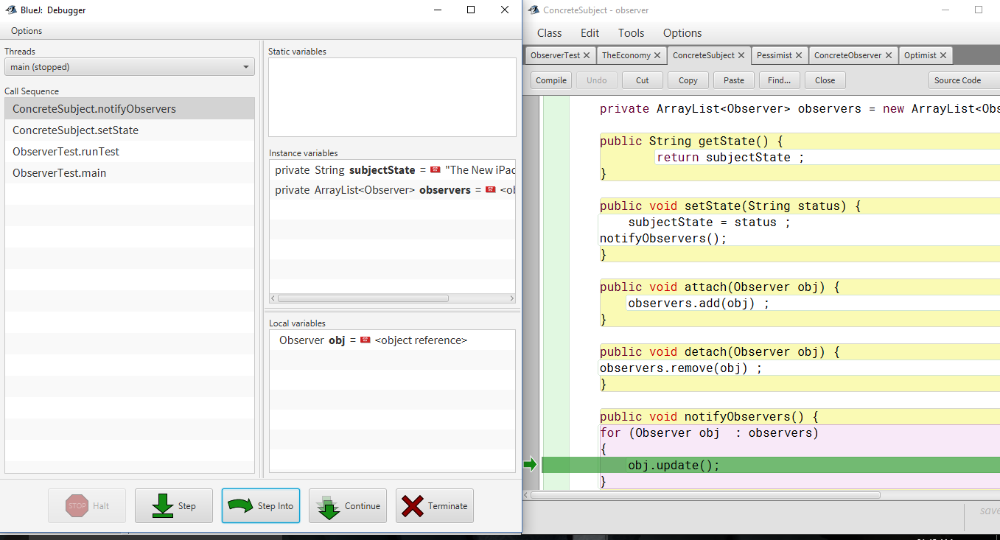 BlueJ: Debugger
Options
Threads
main (stopped)
Call Sequence
ConcreteSubject.notifyObservers
ConcreteSubject.setState
ObserverTest.runTest
ObserverTest.main
Static variables
Instance variables
private String subjectState = "The New iPac
private ArrayList<Observer> observers = <ob
Local variables
Observer obj = <object reference>
STOP Halt
Step
Step Into
Continue
Terminate
ConcreteSubject - observer
Class Edit Tools Options
ObserverTest TheEconomy ConcreteSubject Pessimist ConcreteObserver Optimist
Compile Undo Cut Copy Paste Find... Close Source Code
private ArrayList<Observer> observers = new ArrayList<Obs
public String getState() {
return subjectState ;
}
public void setState(String status) {
subjectState = status ;
notifyObservers();
}
public void attach(Observer obj) {
observers.add(obj) ;
}
public void detach(Observer obj) {
observers.remove(obj) ;
}
public void notifyObservers() {
for (Observer obj : observers)
{
obj.update();
}
save